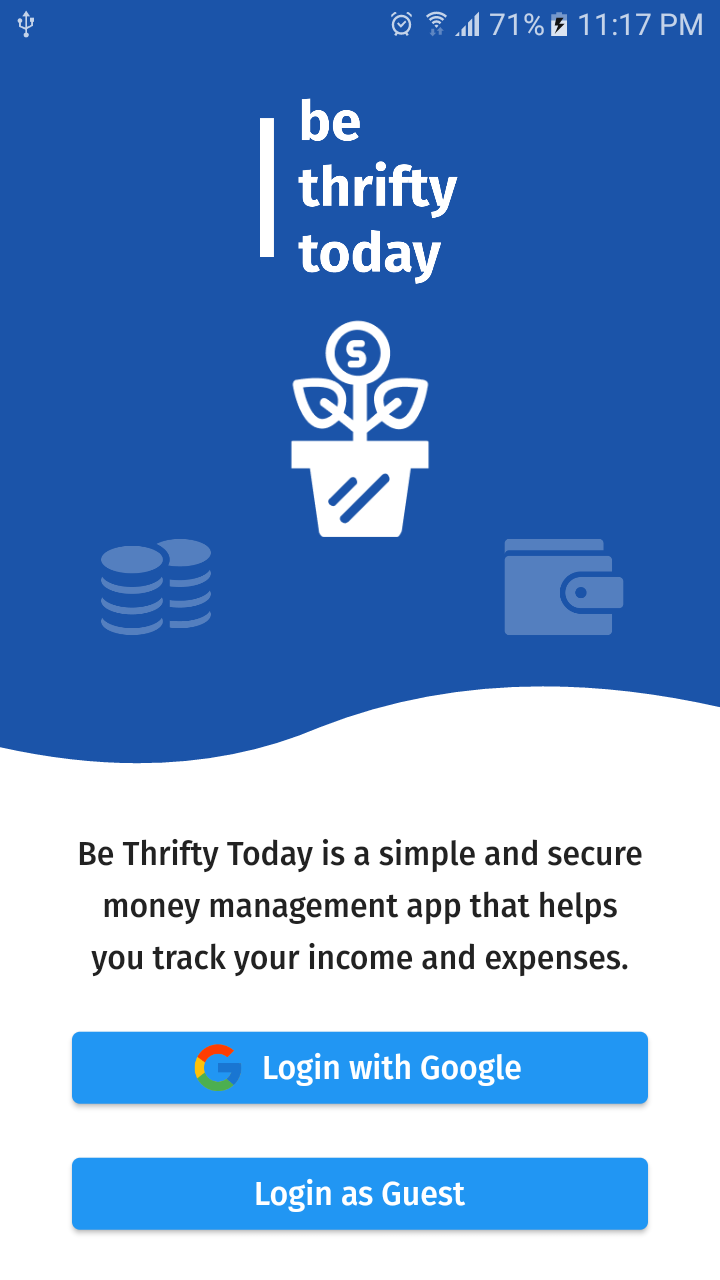 71% 11:17 PM
be
thrifty
today
S
Be Thrifty Today is a simple and secure
money management app that helps
you track your income and expenses.
Login with Google
Login as Guest